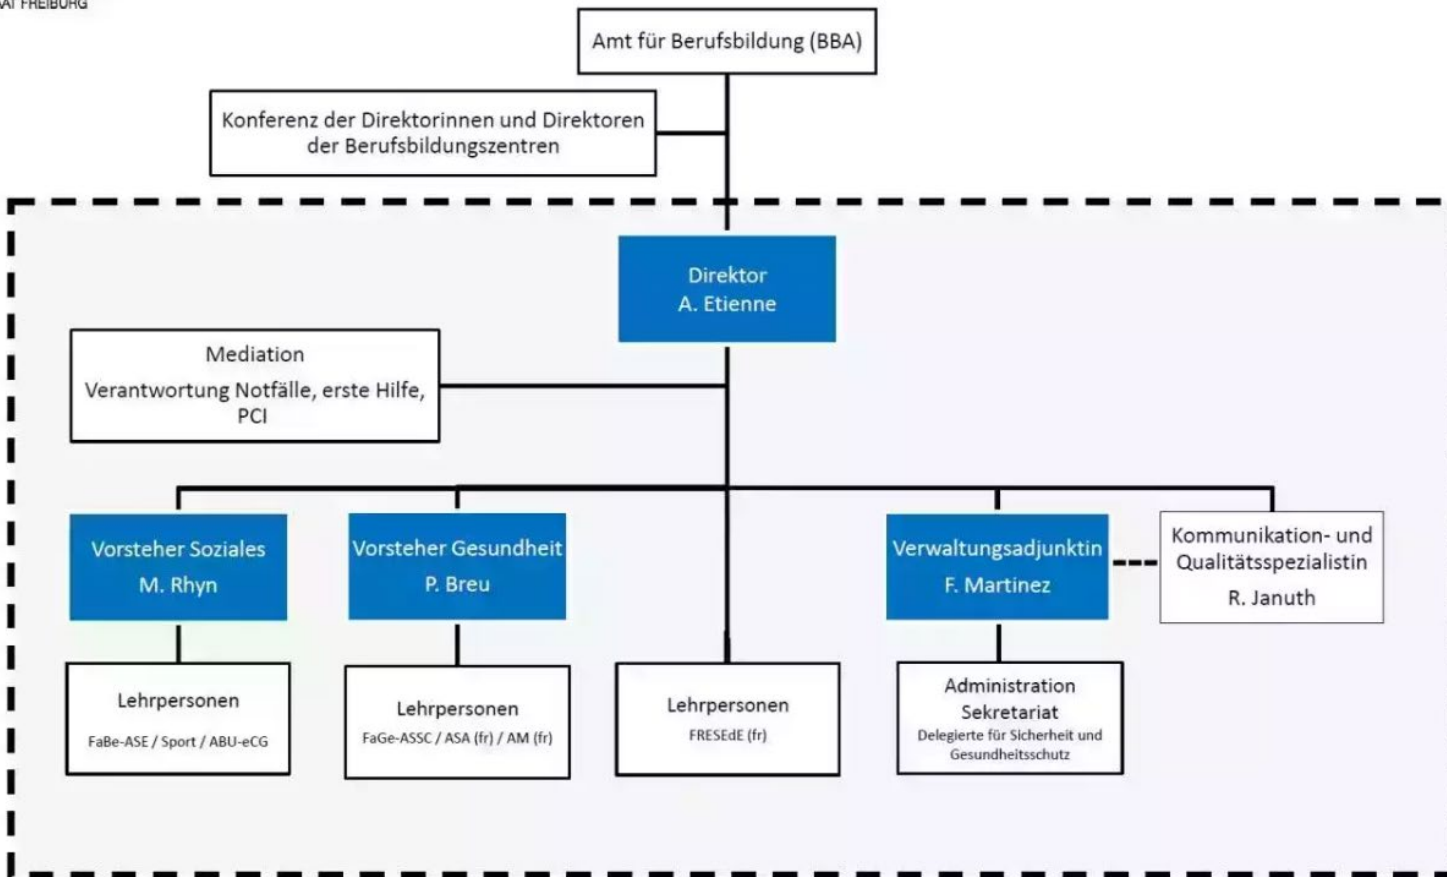 STAAT FREIBURG
Amt für Berufsbildung (BBA)
Konferenz der Direktorinnen und Direktoren
der Berufsbildungszentren
Direktor
A. Etienne
Mediation
Verantwortung Notfälle, erste Hilfe,
PCI
Vorsteher Soziales
M. Rhyn
Vorsteher Gesundheit
P. Breu
Verwaltungsadjunktin
F. Martinez
Kommunikation- und
Qualitätsspezialistin
R. Januth
Lehrpersonen
FaBe-ASE / Sport / ABU-eCG
Lehrpersonen
FaGe-ASSC / ASA (fr) / AM (fr)
Lehrpersonen
FRESEdE (fr)
Administration
Sekretariat
Delegierte für Sicherheit und
Gesundheitsschutz